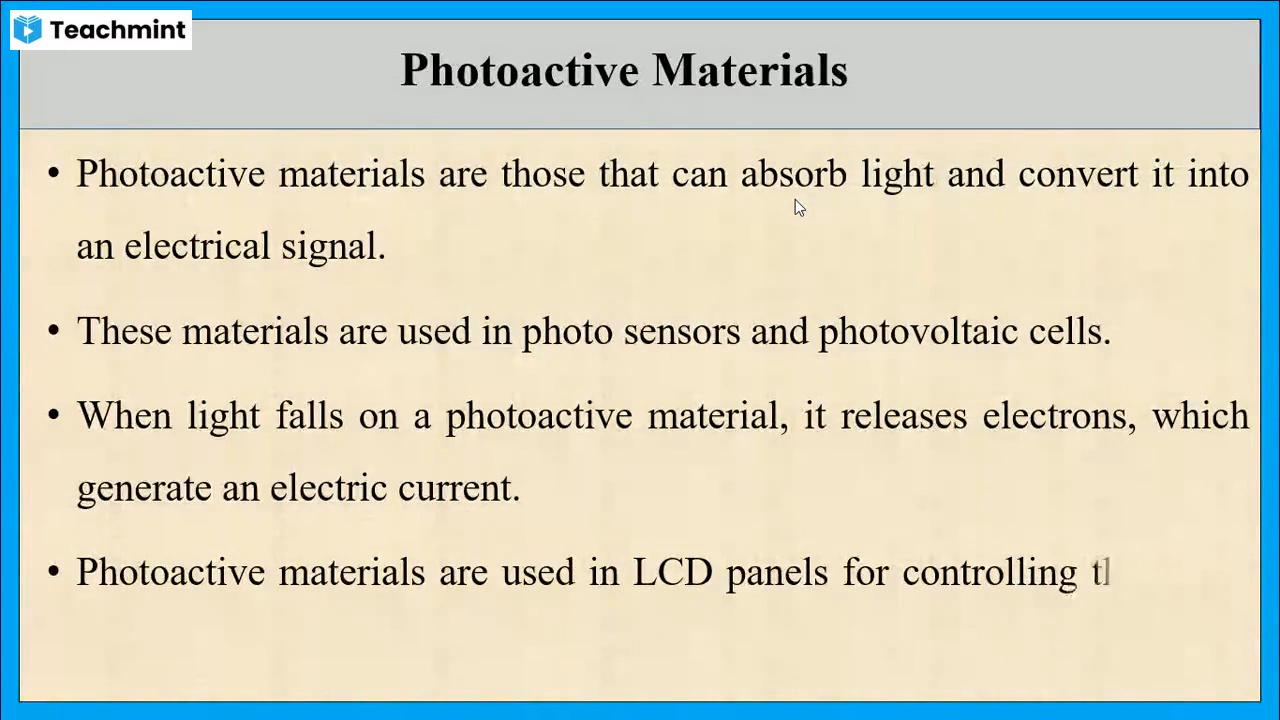 Teachmint
Photoactive Materials
• Photoactive materials are those that can absorb light and convert it into
an electrical signal.
• These materials are used in photo sensors and photovoltaic cells.
• When light falls on a photoactive material, it releases electrons, which
generate an electric current.
• Photoactive materials are used in LCD panels for controlling